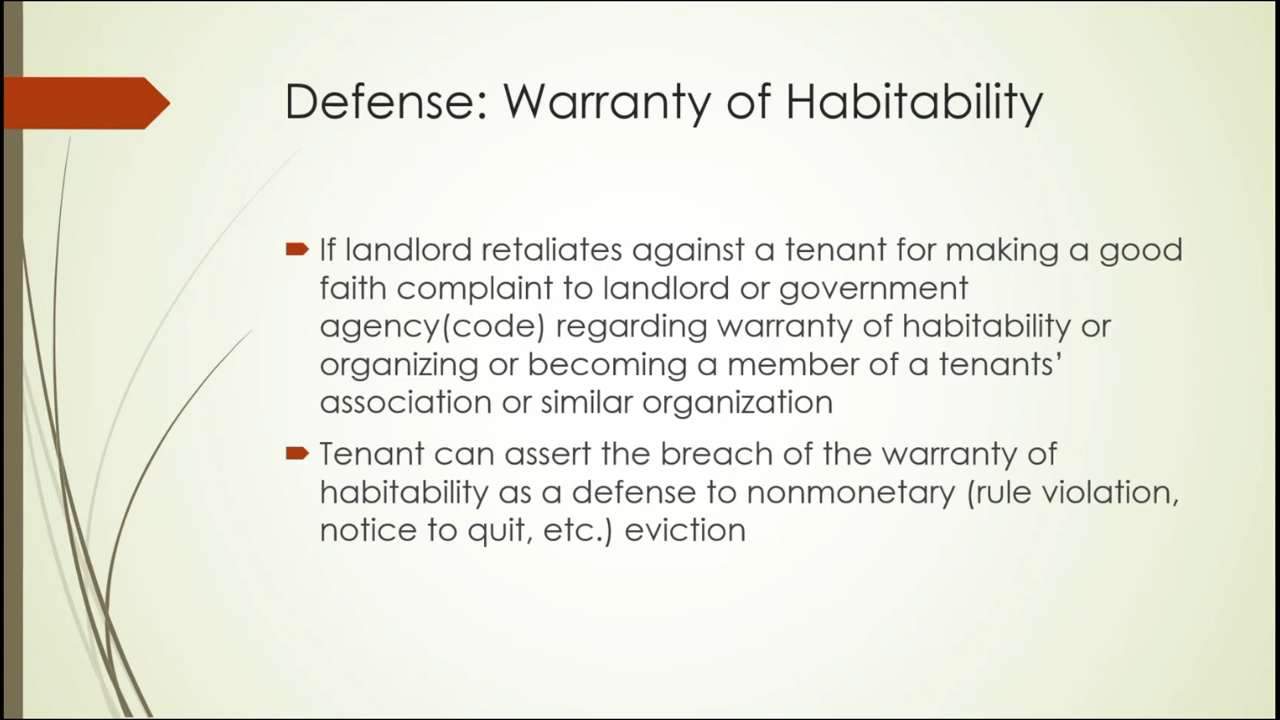 Defense: Warranty of Habitability
If landlord retaliates against a tenant for making a good
faith complaint to landlord or government
agency(code) regarding warranty of habitability or
organizing or becoming a member of a tenants’
association or similar organization
Tenant can assert the breach of the warranty of
habitability as a defense to nonmonetary (rule violation,
notice to quit, etc.) eviction